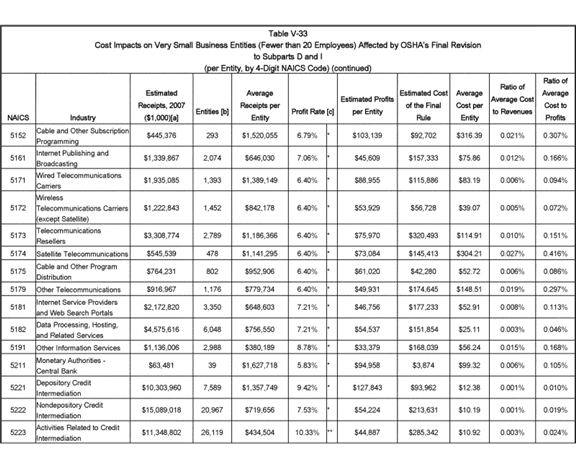 Table V-33
Cost Impacts on Very Small Business Entities (Fewer than 20 Employees) Affected by OSHA's Final Revision
to Subparts D and I
(per Entity, by 4-Digit NAICS Code) (continued)
NAICS Industry Estimated Receipts, 2007 ($1,000)[a] Entities [b] Average Receipts per Entity Profit Rate [c] Estimated Profits per Entity Estimated Cost of the Final Rule Average Cost per Entity Ratio of Average Cost to Revenues Ratio of Average Cost to Profits
5152 Cable and Other Subscription Programming $445,376 293 $1,520,055 6.79% * $103,139 $92,702 $316.39 0.021% 0.307%
5161 Internet Publishing and Broadcasting $1,339,867 2,074 $646,030 7.06% * $45,609 $157,333 $75.86 0.012% 0.166%
5171 Wired Telecommunications Carriers $1,935,085 1,393 $1,389,149 6.40% * $88,955 $115,886 $83.19 0.006% 0.094%
5172 Wireless Telecommunications Carriers (except Satellite) $1,222,843 1,452 $842,178 6.40% * $53,929 $56,728 $39.07 0.005% 0.072%
5173 Telecommunications Resellers $3,308,774 2,789 $1,186,366 6.40% * $75,970 $320,493 $114.91 0.010% 0.151%
5174 Satellite Telecommunications $545,539 478 $1,141,295 6.40% * $73,084 $145,413 $304.21 0.027% 0.416%
5175 Cable and Other Program Distribution $764,231 802 $952,906 6.40% * $61,020 $42,280 $52.72 0.006% 0.086%
5179 Other Telecommunications $916,967 1,176 $779,734 6.40% * $49,931 $174,645 $148.51 0.019% 0.297%
5181 Internet Service Providers and Web Search Portals $2,172,820 3,350 $648,603 7.21% * $46,756 $177,233 $52.91 0.008% 0.113%
5182 Data Processing, Hosting, and Related Services $4,575,616 6,048 $756,550 7.21% * $54,537 $151,854 $25.11 0.003% 0.046%
5191 Other Information Services $1,136,006 2,988 $380,189 8.78% * $33,379 $168,039 $56.24 0.015% 0.168%
5211 Monetary Authorities - Central Bank $63,481 39 $1,627,718 5.83% * $94,958 $3,874 $99.32 0.006% 0.105%
5221 Depository Credit Intermediation $10,303,960 7,589 $1,357,749 9.42% * $127,843 $93,962 $12.38 0.001% 0.010%
5222 Nondepository Credit Intermediation $15,089,018 20,967 $719,656 7.53% * $54,224 $213,631 $10.19 0.001% 0.019%
5223 Activities Related to Credit Intermediation $11,348,802 26,119 $434,504 10.33% ** $44,887 $285,342 $10.92 0.003% 0.024%